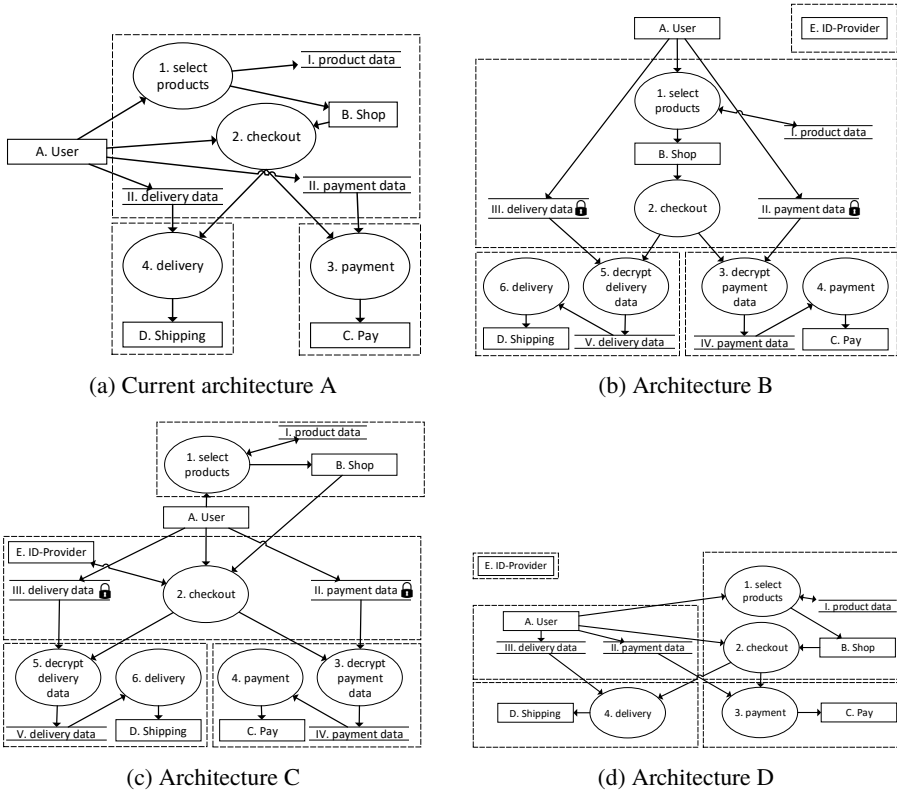 1. select
products
I. product data
B. Shop
2. checkout
A. User
II. delivery data
II. payment data
4. delivery
3. payment
D. Shipping
C. Pay
(a) Current architecture A
A. User
E. ID-Provider
1. select
products
I. product data
B. Shop
III. delivery data
2. checkout
II. payment data
6. delivery
5. decrypt
delivery
data
3. decrypt
payment
data
4. payment
D. Shipping
V. delivery data
IV. payment data
C. Pay
(b) Architecture B
I. product data
1. select
products
B. Shop
A. User
E. ID-Provider
III. delivery data
2. checkout
II. payment data
5. decrypt
delivery
data
6. delivery
4. payment
3. decrypt
payment
data
V. delivery data
D. Shipping
C. Pay
IV. payment data
(c) Architecture C
E. ID-Provider
1. select
products
I. product data
A. User
III. delivery data
II. payment data
2. checkout
B. Shop
D. Shipping
4. delivery
3. payment
C. Pay
(d) Architecture D